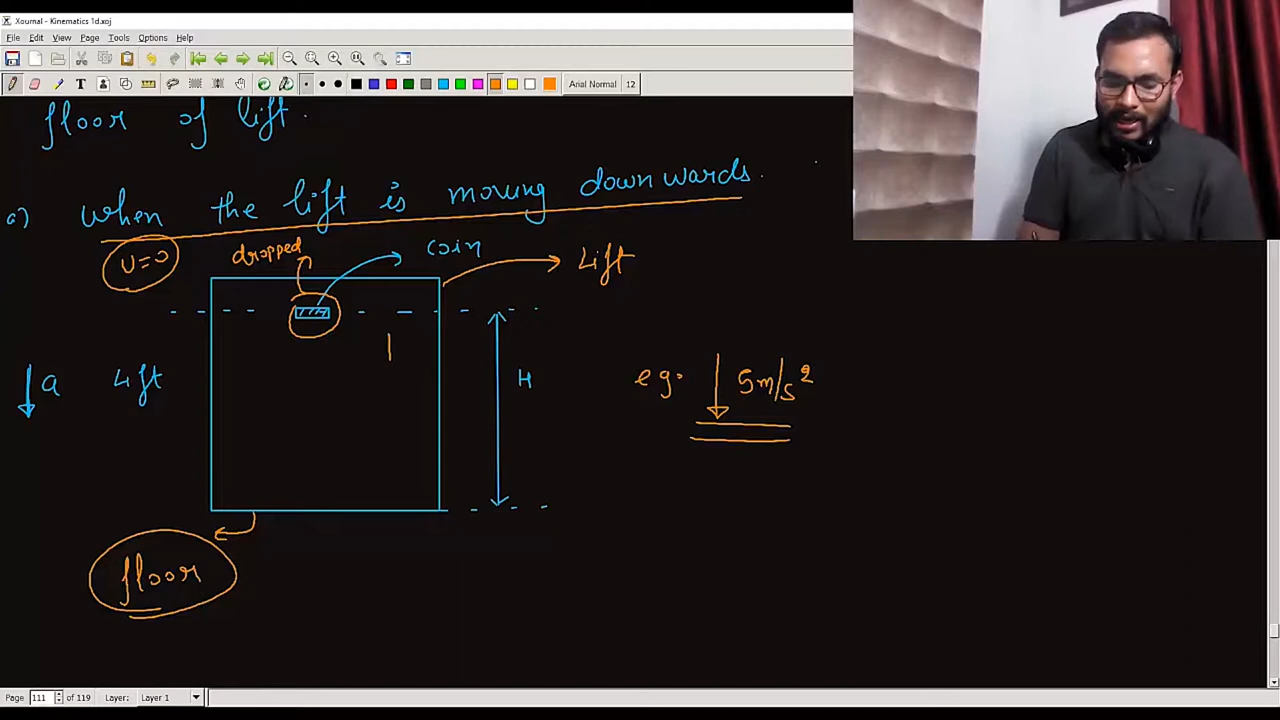 Xournal - Kinematics 1d.xoj
File Edit View Page Tools Options Help
Arial Normal 12
floor of lift.
a) when the lift is moving downwards.
u=0 dropped coin Lift
a Lift H eg. 5m/s²
floor
Page 111 of 119 Layer: Layer 1